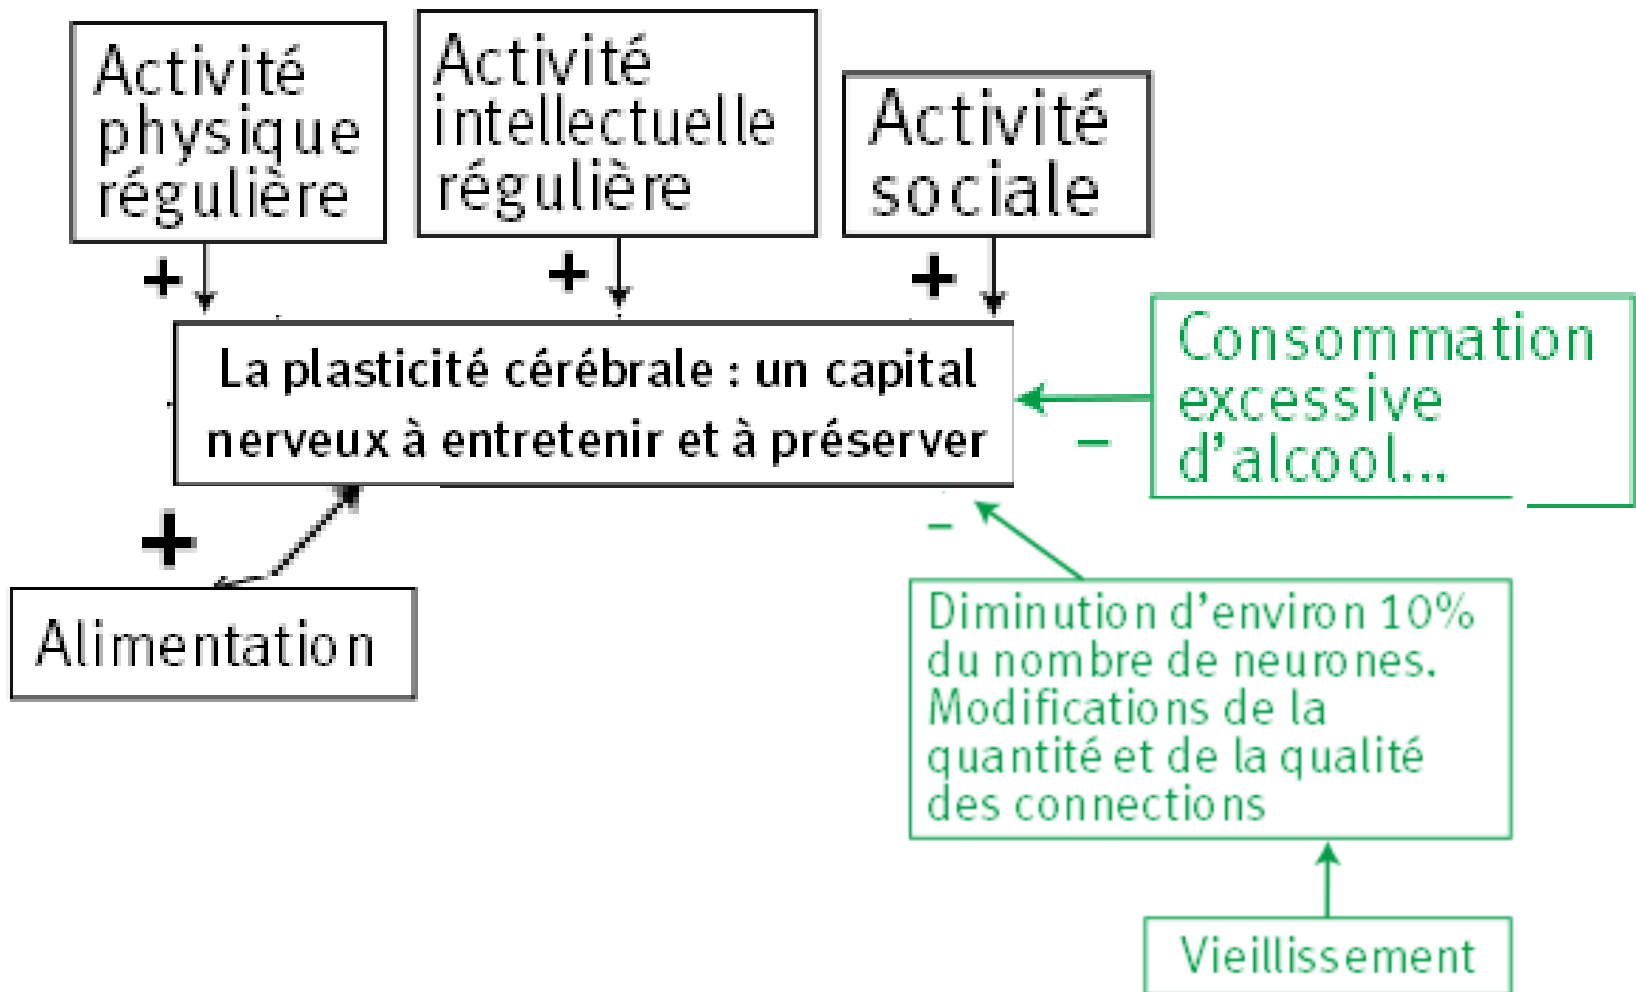 Activité
physique
régulière
Activité
intellectuelle
régulière
Activité
sociale
+
+
+
La plasticité cérébrale : un capital
nerveux à entretenir et à préserver
Consommation
excessive
d'alcool...
–
+
–
Alimentation
Diminution d'environ 10%
du nombre de neurones.
Modifications de la
quantité et de la qualité
des connections
Vieillissement